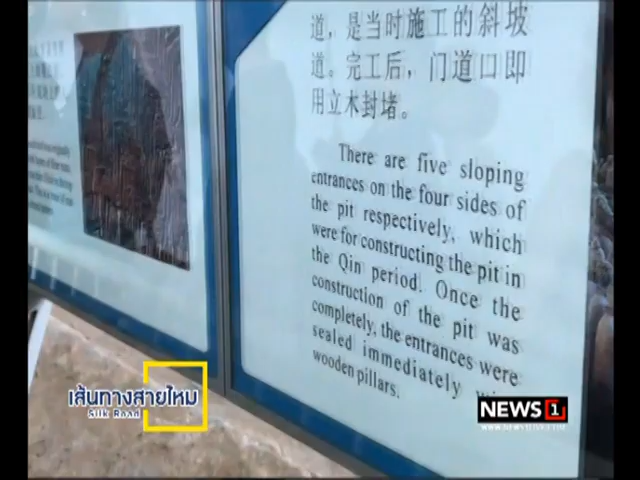 道，是当时施工的斜坡
道。完工后，门道口即
用立木封堵。
There are five sloping
entrances on the four sides of
the pit respectively, which
were for constructing the pit in
the Qin period. Once the
construction of the pit was
completely, the entrances were
sealed immediately
wooden pillars.
เส้นทางสายไหม
Silk Road
NEWS 1